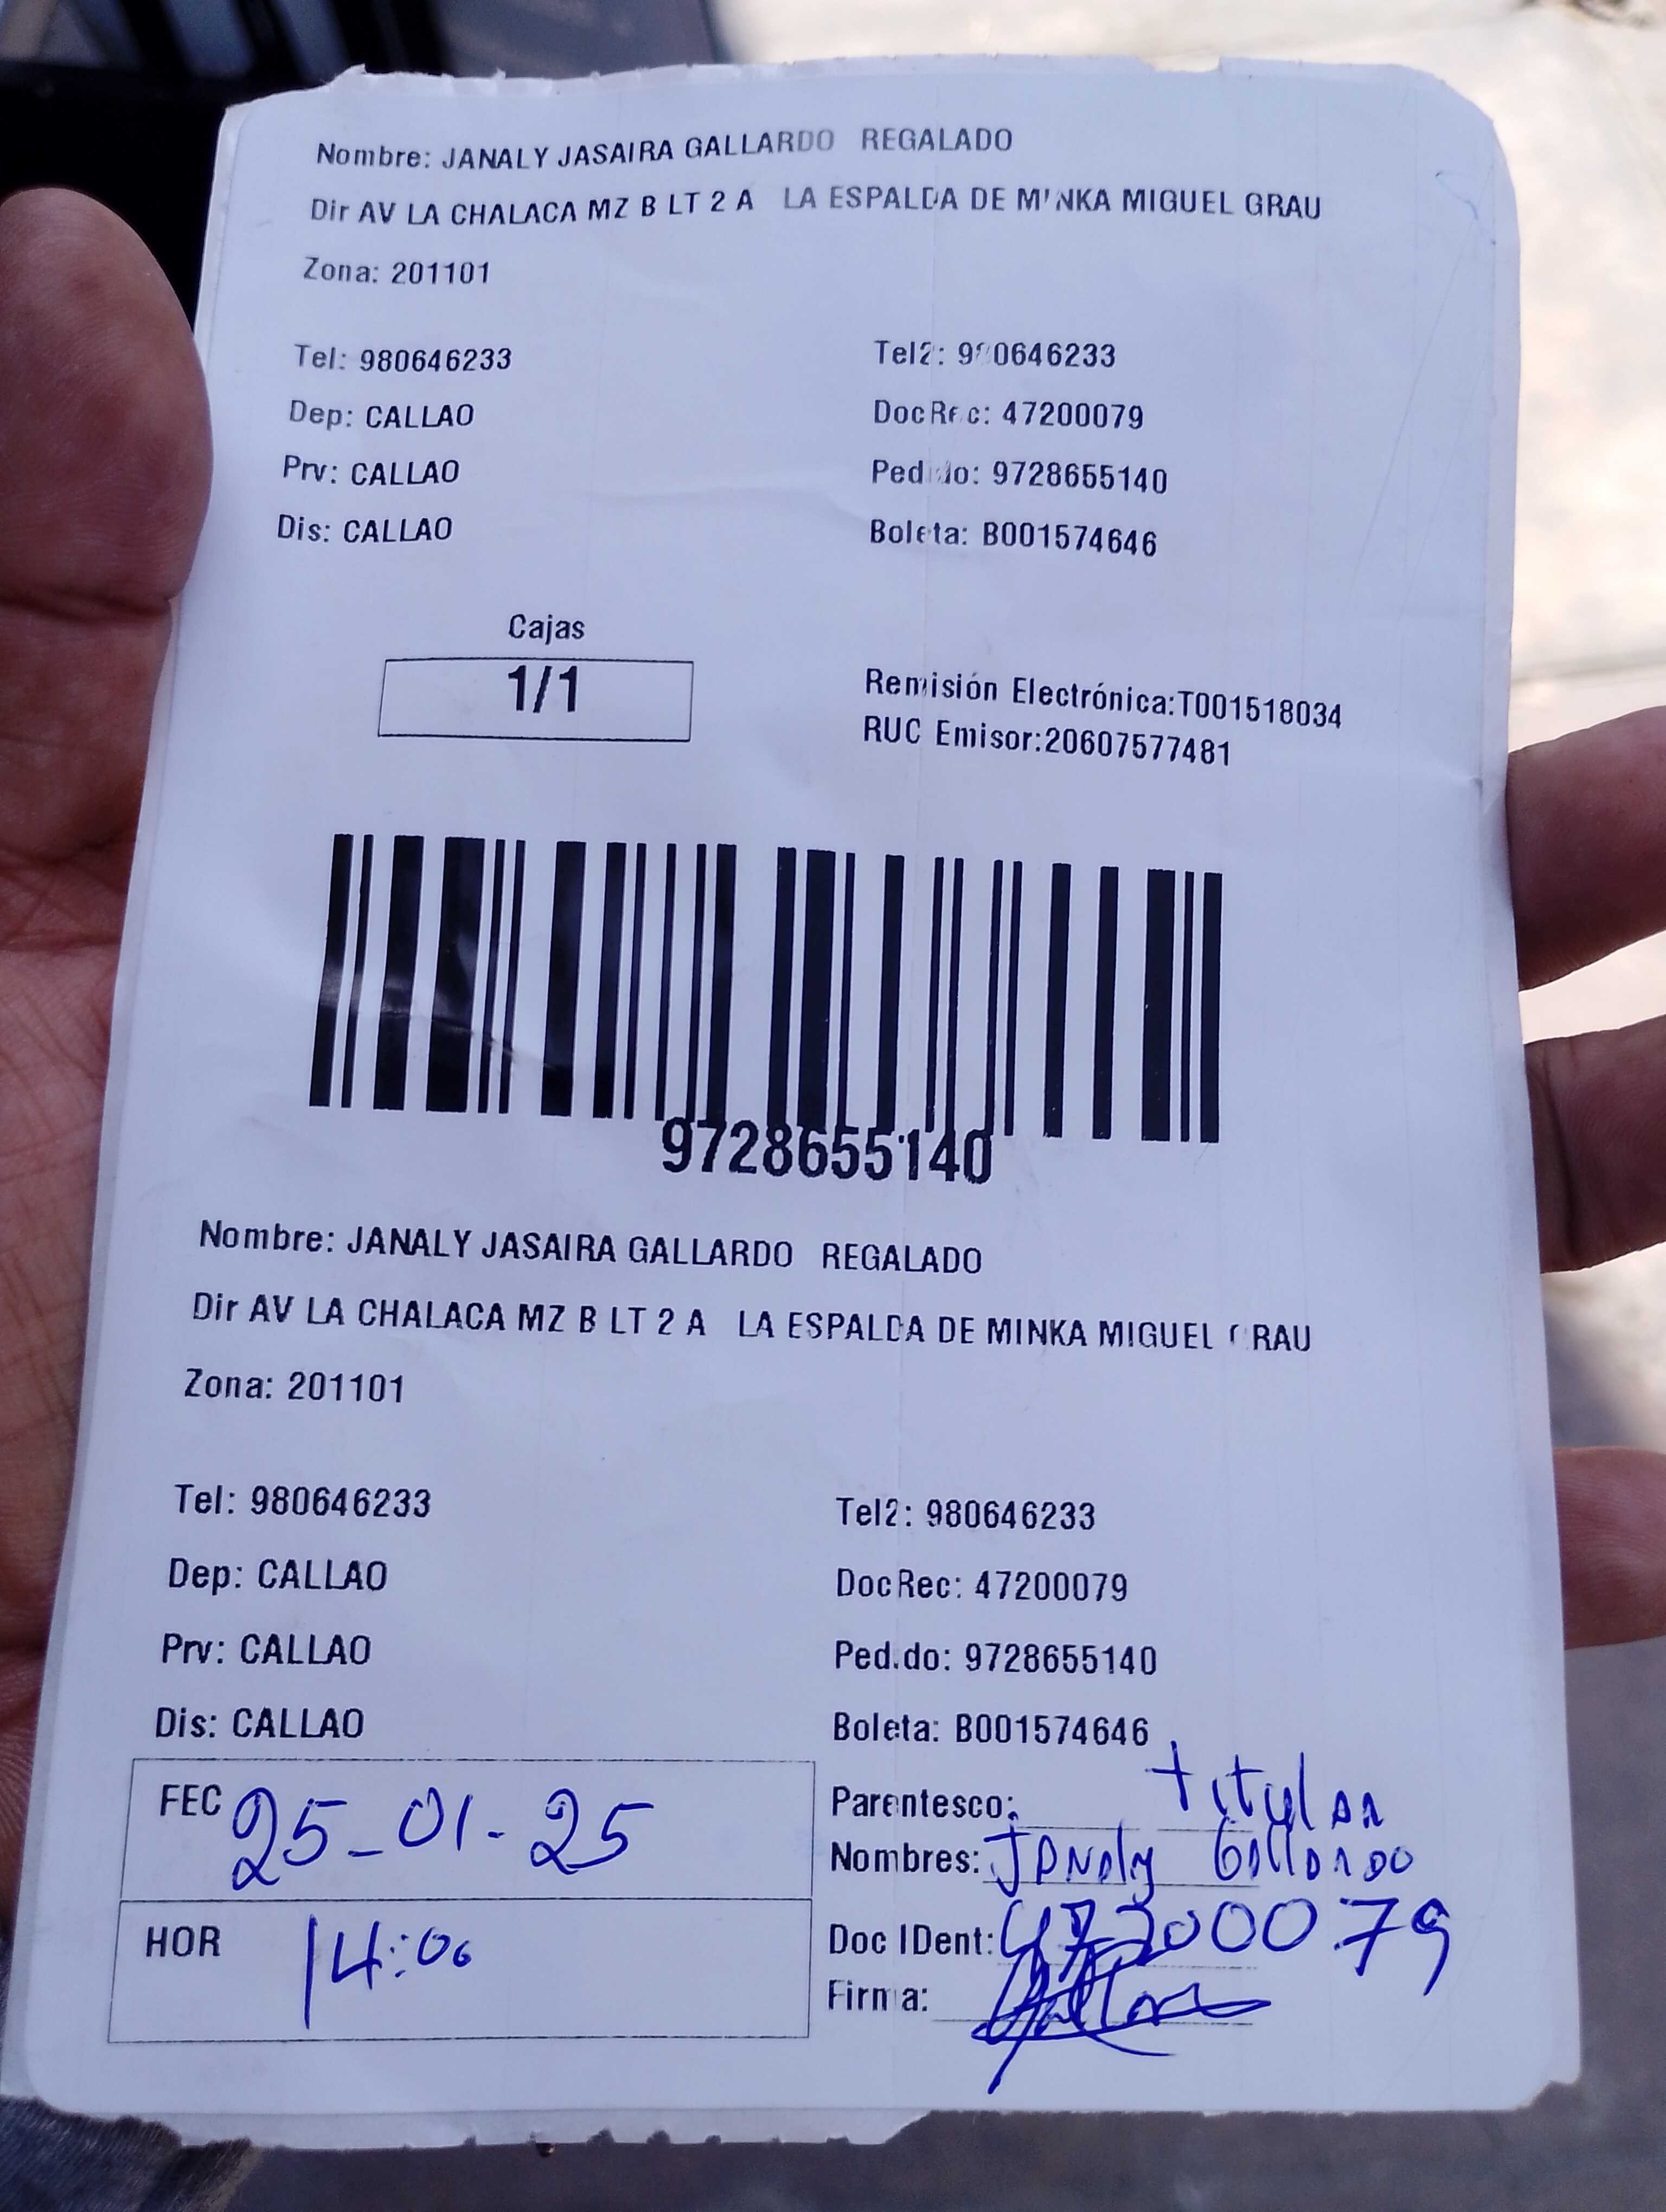 Nombre: JANALY JASAIRA GALLARDO REGALADO
Dir AV LA CHALACA MZ B LT 2 A LA ESPALDA DE MINKA MIGUEL GRAU
Zona: 201101
Tel: 980646233 Tel2: 980646233
Dep: CALLAO DocRec: 47200079
Prv: CALLAO Pedido: 9728655140
Dis: CALLAO Boleta: B001574646
Cajas
1/1
Remisión Electrónica:T001518034
RUC Emisor:20607577481
9728655140
Nombre: JANALY JASAIRA GALLARDO REGALADO
Dir AV LA CHALACA MZ B LT 2 A LA ESPALDA DE MINKA MIGUEL GRAU
Zona: 201101
Tel: 980646233 Tel2: 980646233
Dep: CALLAO DocRec: 47200079
Prv: CALLAO Pedido: 9728655140
Dis: CALLAO Boleta: B001574646
FEC 25-01-25 Parentesco: titular
Nombres: JANaly Gallardo
HOR 14:06 Doc IDent: 47200079
Firma: